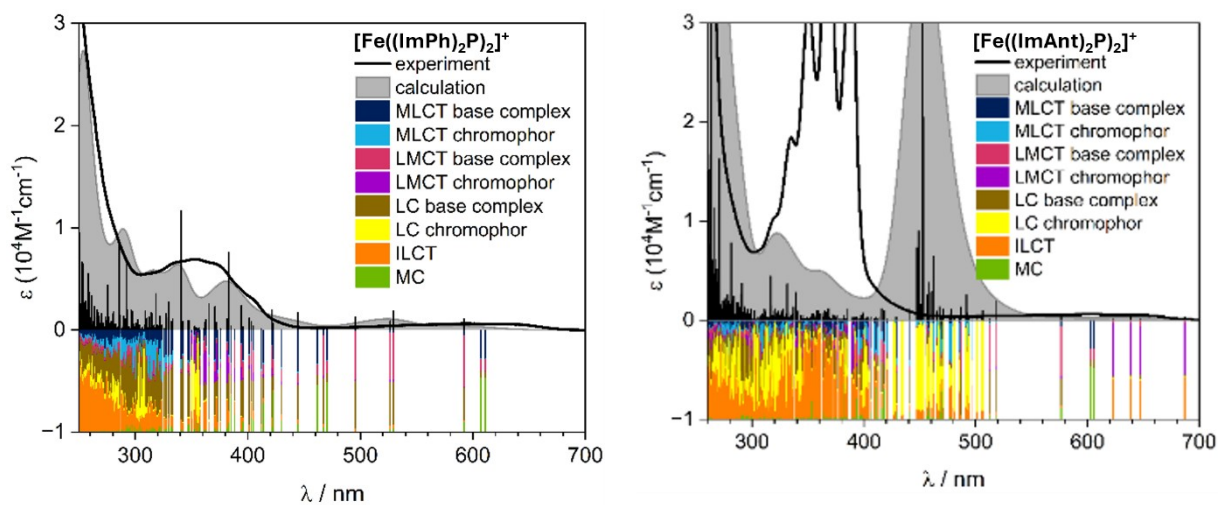 [Fe((ImPh)₂P)₂]⁺
experiment
calculation
MLCT base complex
MLCT chromophor
LMCT base complex
LMCT chromophor
LC base complex
LC chromophor
ILCT
MC
3
2
1
0
−1
ε (10⁴M⁻¹cm⁻¹)
300
400
500
600
700
λ / nm
[Fe((ImAnt)₂P)₂]⁺
experiment
calculation
MLCT base complex
MLCT chromophor
LMCT base complex
LMCT chromophor
LC base complex
LC chromophor
ILCT
MC
3
2
1
0
−1
ε (10⁴M⁻¹cm⁻¹)
300
400
500
600
700
λ / nm